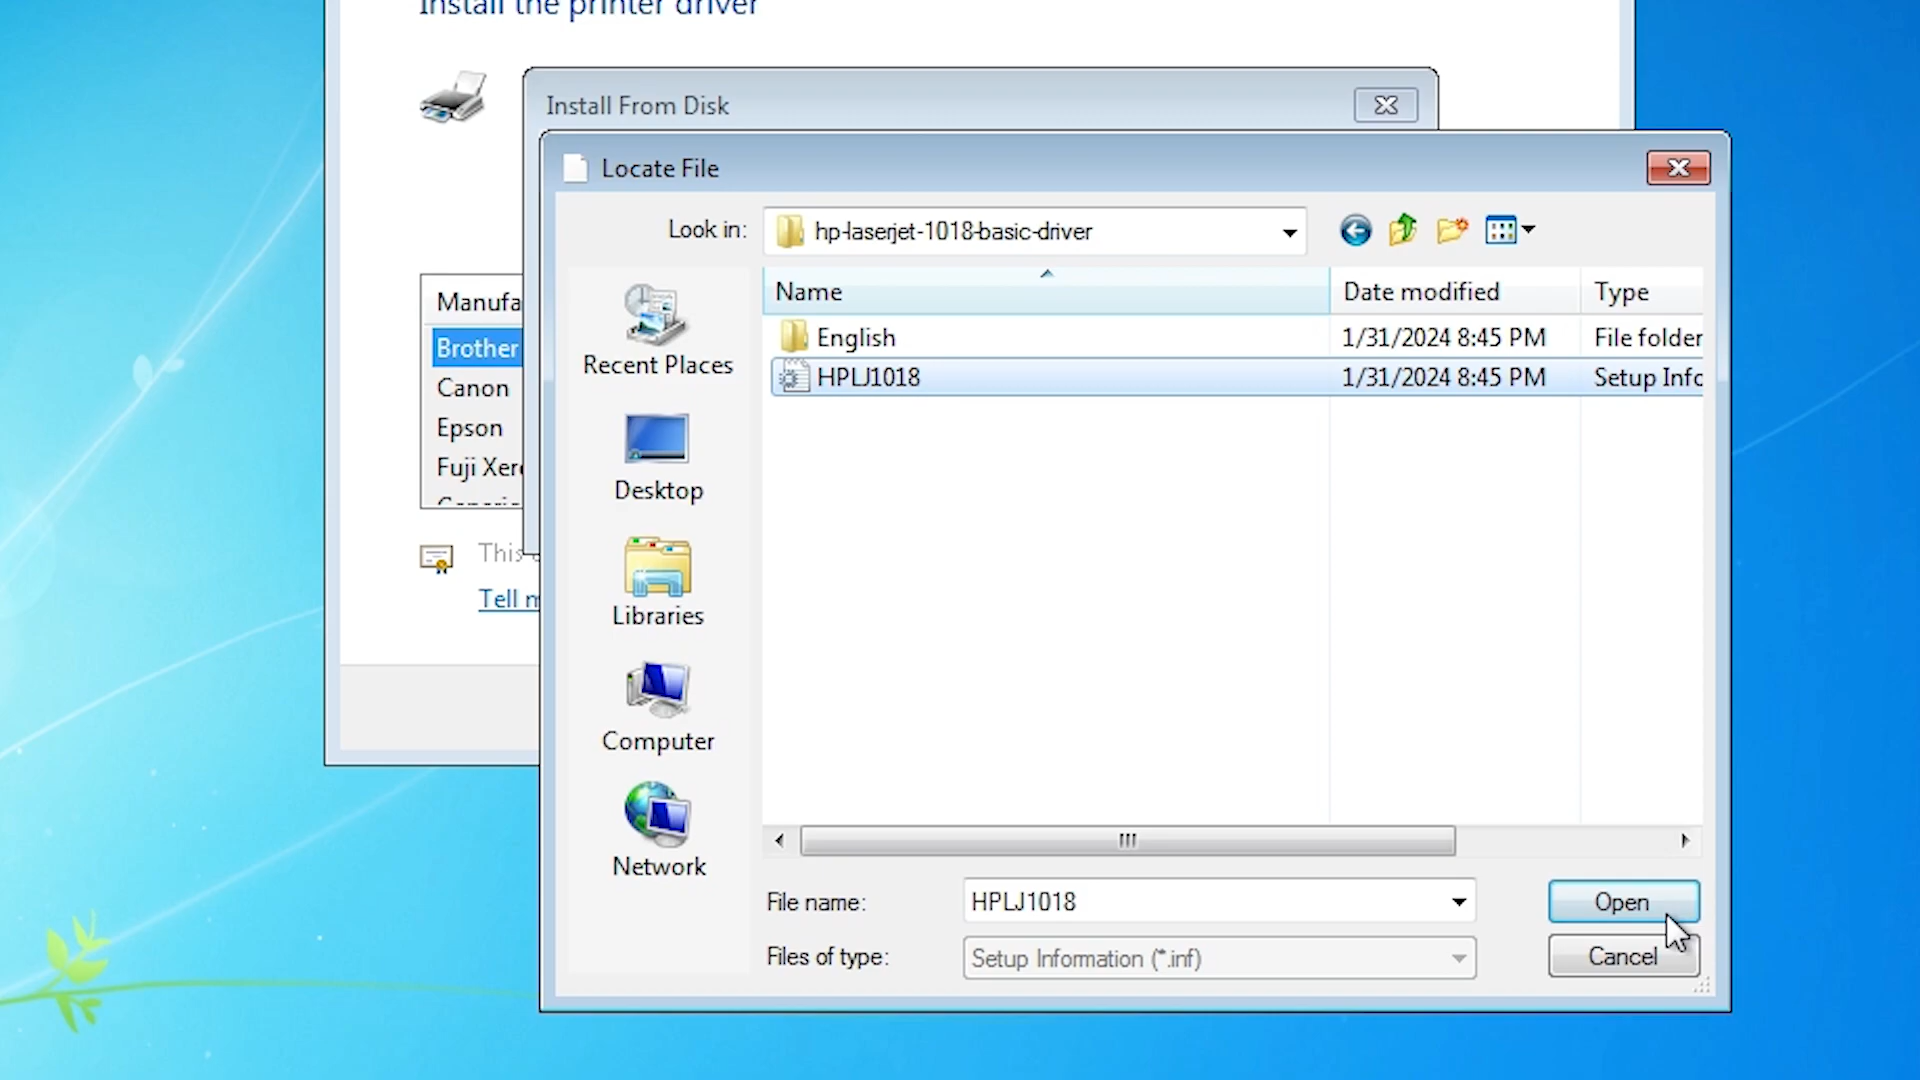 Install the printer driver
Install From Disk
Locate File
Look in:
hp-laserjet-1018-basic-driver
Name
Date modified
Type
English
1/31/2024 8:45 PM
File folder
HPLJ1018
1/31/2024 8:45 PM
Setup Info
Recent Places
Desktop
Libraries
Computer
Network
Manufa
Brother
Canon
Epson
Fuji Xer
This
Tell m
File name:
HPLJ1018
Open
Files of type:
Setup Information (*.inf)
Cancel